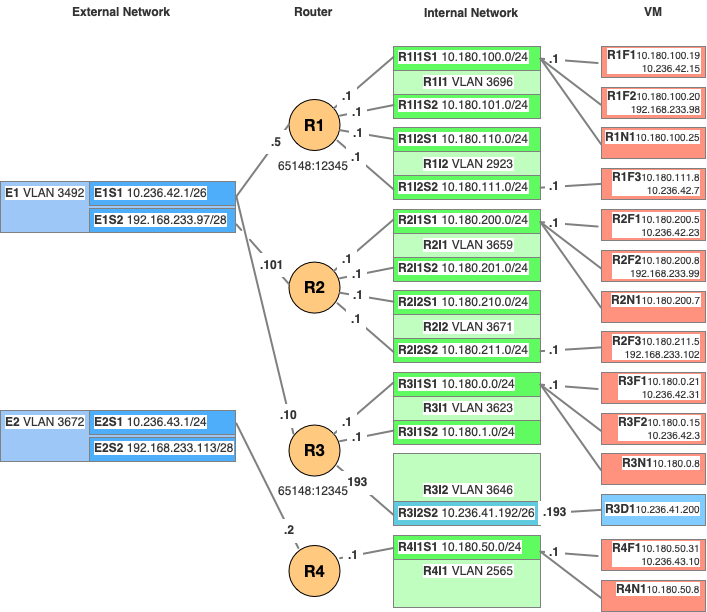 External Network
Router
Internal Network
VM
E1 VLAN 3492
E1S1 10.236.42.1/26
E1S2 192.168.233.97/28
E2 VLAN 3672
E2S1 10.236.43.1/24
E2S2 192.168.233.113/28
.5
.101
.10
.2
R1
65148:12345
R2
R3
65148:12345
R4
.1
.1
.1
.1
.1
.1
.1
.1
.1
.1
.193
.1
R1I1S1 10.180.100.0/24
R1I1 VLAN 3696
R1I1S2 10.180.101.0/24
R1I2S1 10.180.110.0/24
R1I2 VLAN 2923
R1I2S2 10.180.111.0/24
R2I1S1 10.180.200.0/24
R2I1 VLAN 3659
R2I1S2 10.180.201.0/24
R2I2S1 10.180.210.0/24
R2I2 VLAN 3671
R2I2S2 10.180.211.0/24
R3I1S1 10.180.0.0/24
R3I1 VLAN 3623
R3I1S2 10.180.1.0/24
R3I2 VLAN 3646
R3I2S2 10.236.41.192/26
R4I1S1 10.180.50.0/24
R4I1 VLAN 2565
.1
.1
.1
.1
.1
.193
.1
R1F1 10.180.100.19
10.236.42.15
R1F2 10.180.100.20
192.168.233.98
R1N1 10.180.100.25
R1F3 10.180.111.8
10.236.42.7
R2F1 10.180.200.5
10.236.42.23
R2F2 10.180.200.8
192.168.233.99
R2N1 10.180.200.7
R2F3 10.180.211.5
192.168.233.102
R3F1 10.180.0.21
10.236.42.31
R3F2 10.180.0.15
10.236.42.3
R3N1 10.180.0.8
R3D1 10.236.41.200
R4F1 10.180.50.31
10.236.43.10
R4N1 10.180.50.8